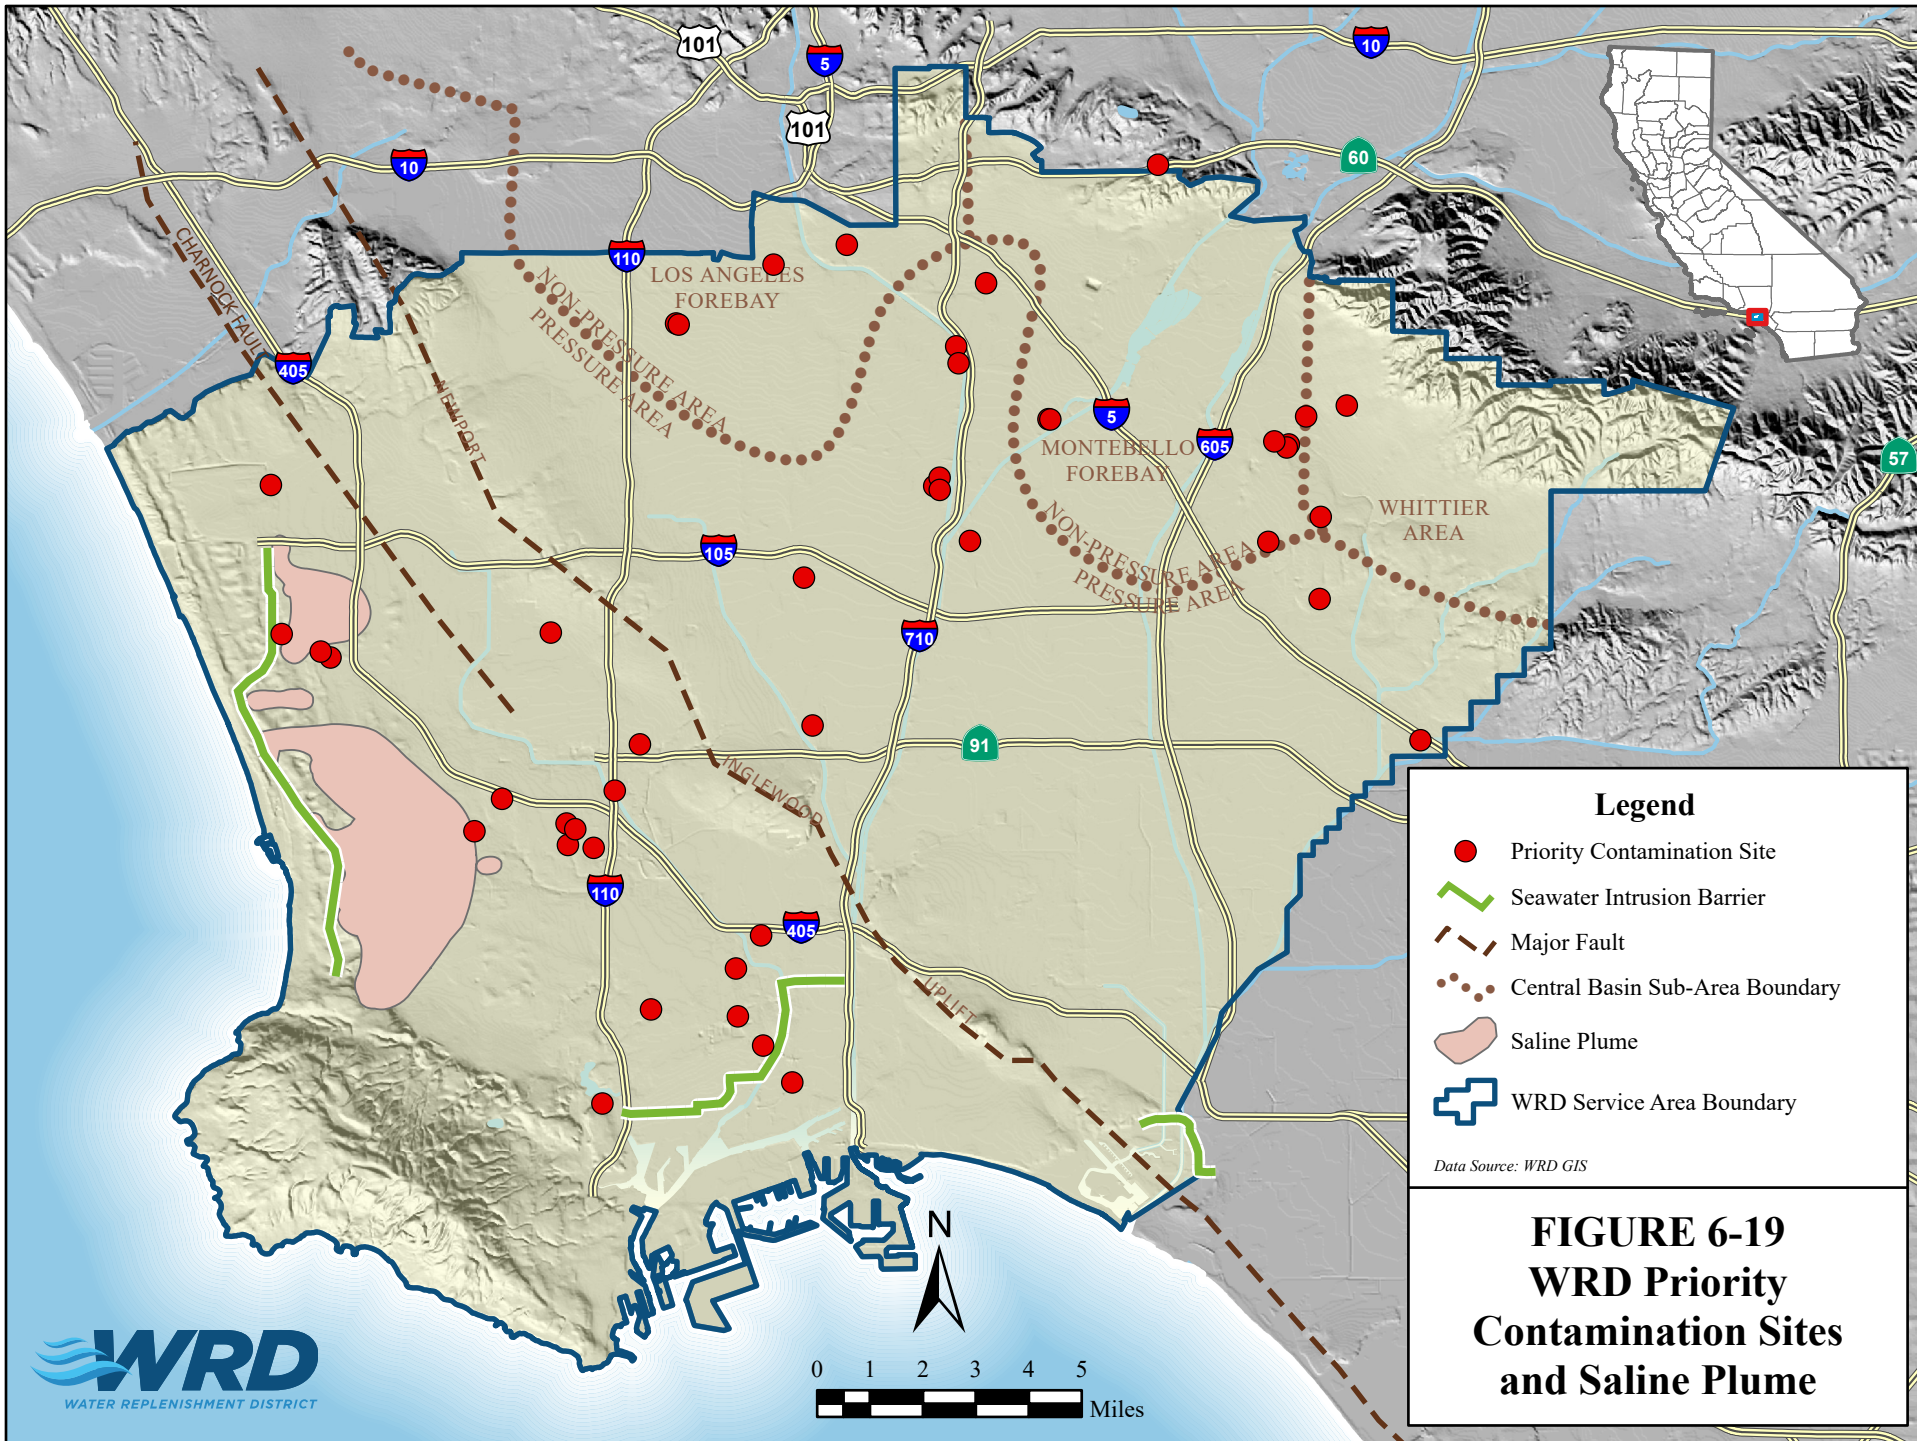 101
5
10
101
60
10
CHARNOCK FAULT
110
LOS ANGELES
FOREBAY
NON-PRESSURE AREA
PRESSURE AREA
405
NEWPORT
5
605
MONTEBELLO
FOREBAY
57
WHITTIER
AREA
NON-PRESSURE AREA
PRESSURE AREA
105
710
91
INGLEWOOD
110
405
UPLIFT
Legend
Priority Contamination Site
Seawater Intrusion Barrier
Major Fault
Central Basin Sub-Area Boundary
Saline Plume
WRD Service Area Boundary
Data Source: WRD GIS
FIGURE 6-19
WRD Priority
Contamination Sites
and Saline Plume
N
0 1 2 3 4 5
Miles
WRD
WATER REPLENISHMENT DISTRICT